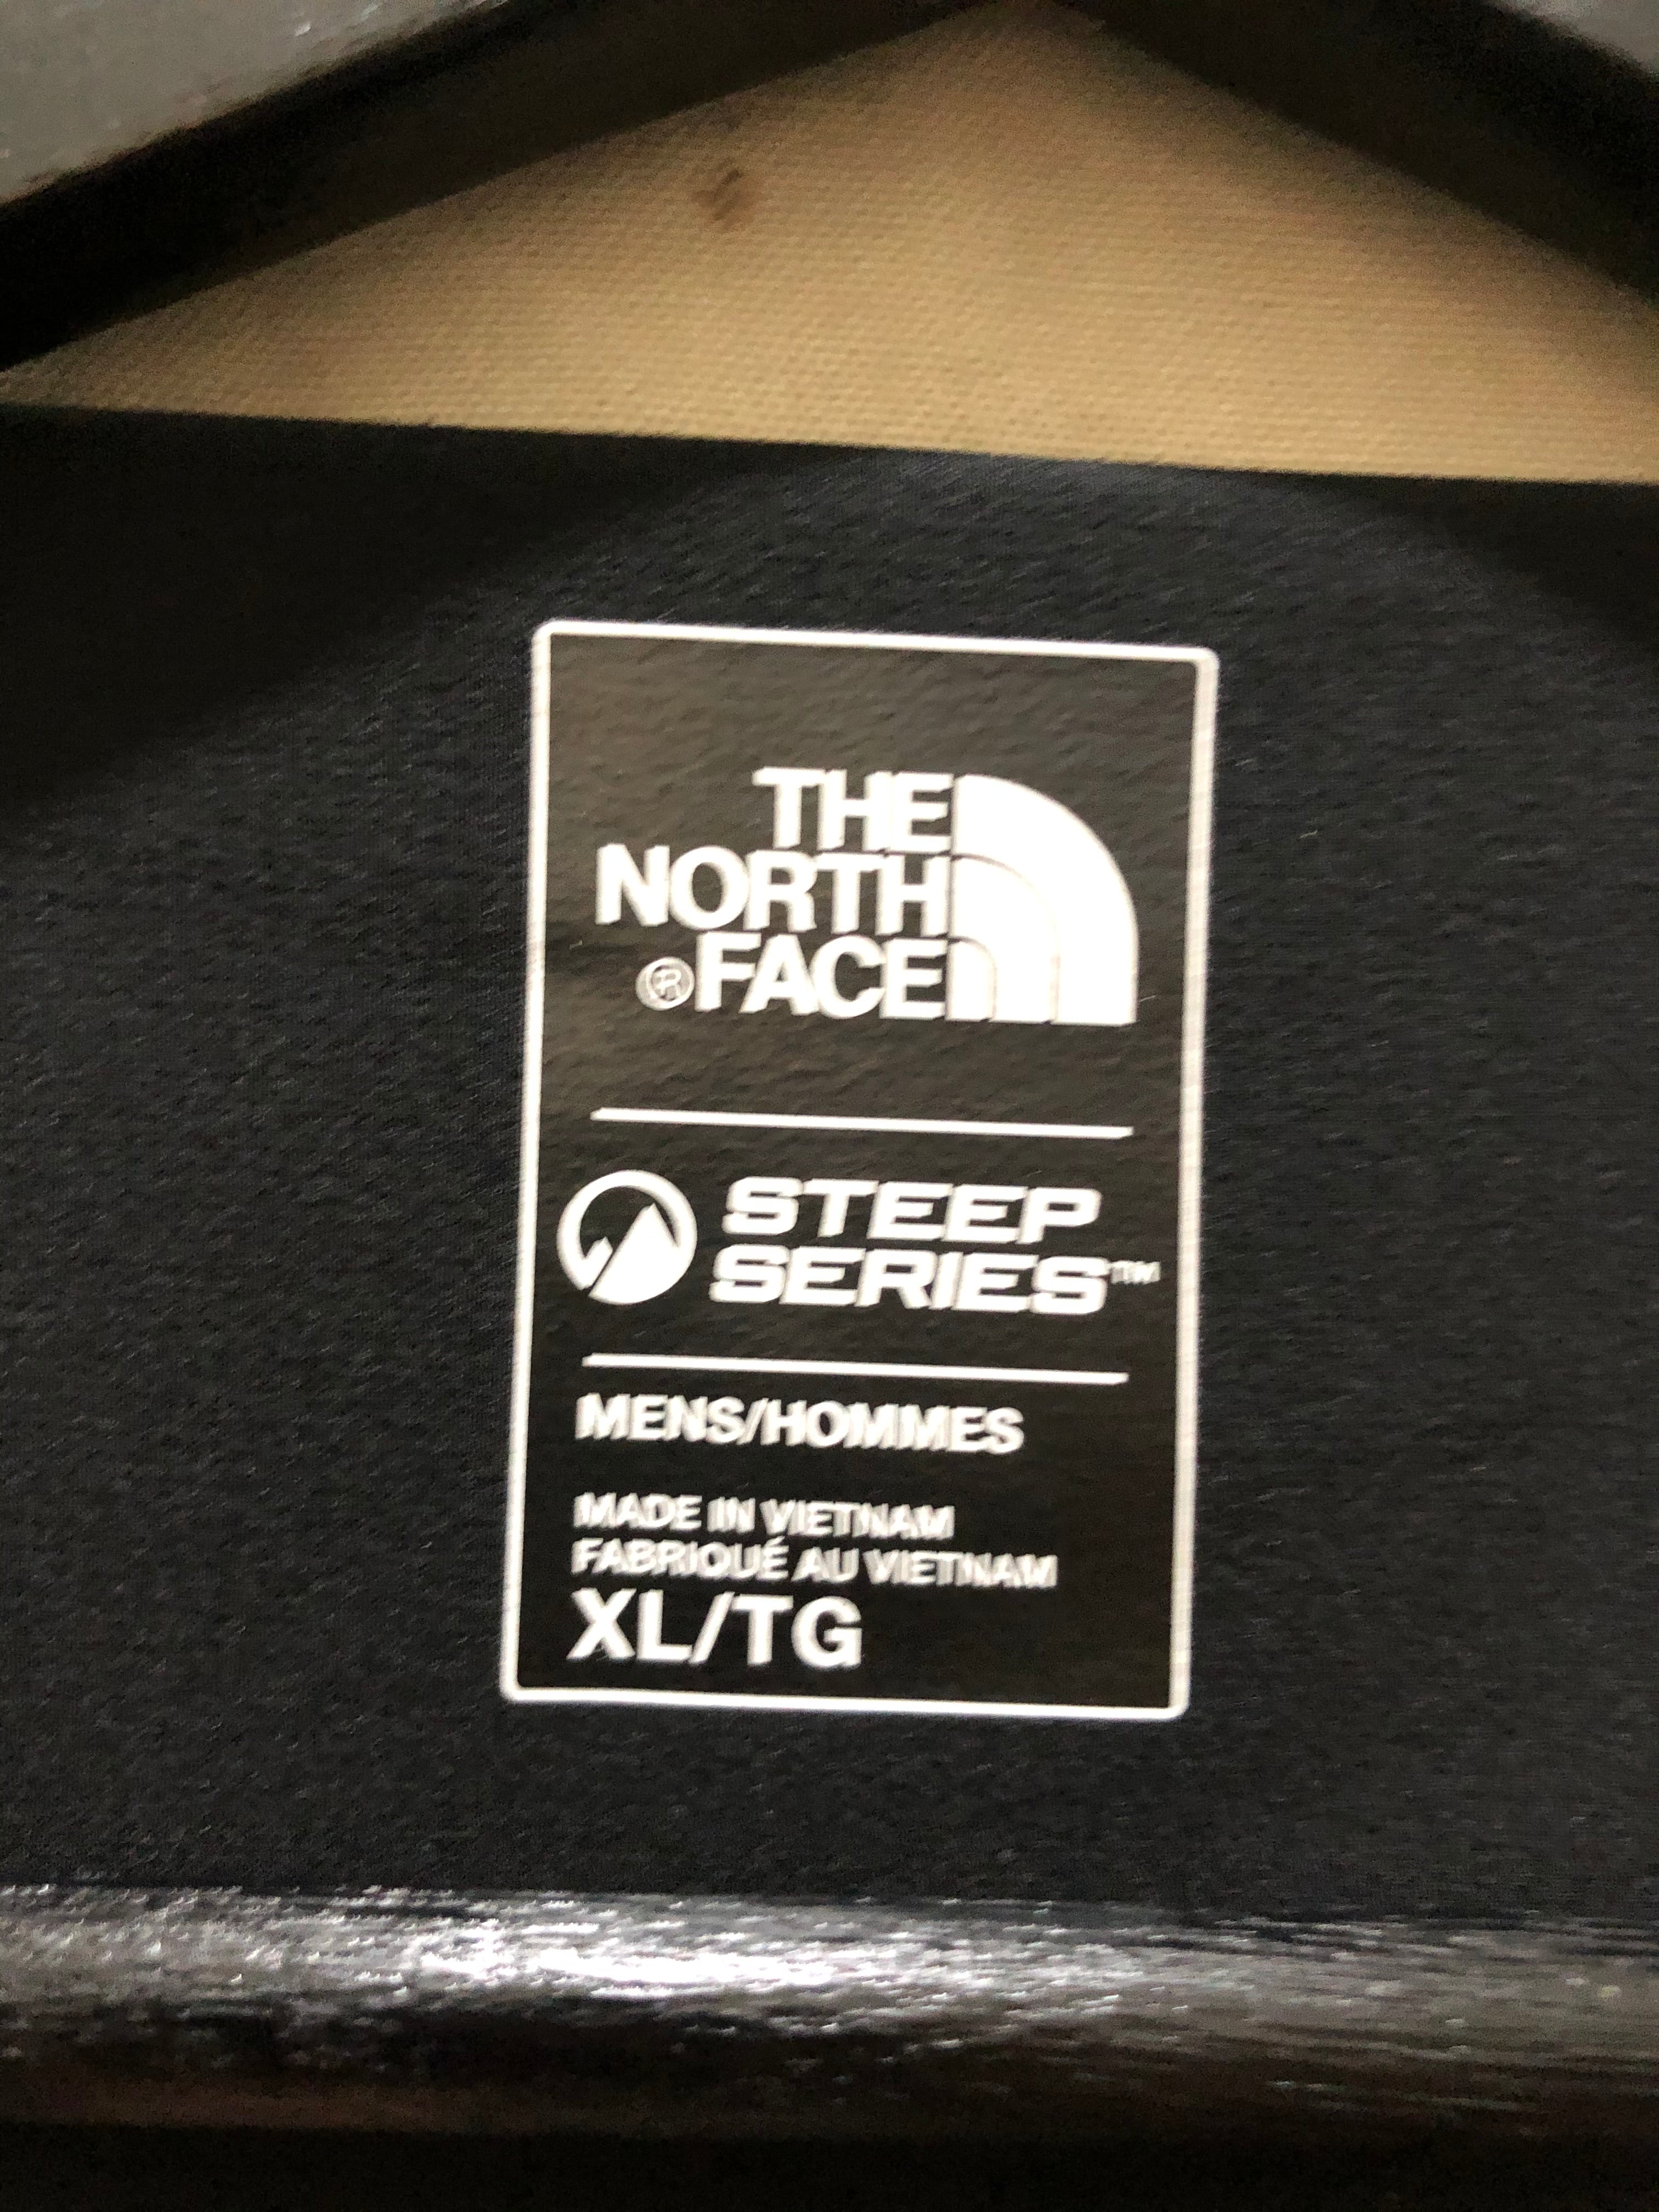 THE
NORTH
®FACE
STEEP
SERIES™
MENS/HOMMES
MADE IN VIETNAM
FABRIQUÉ AU VIETNAM
XL/TG